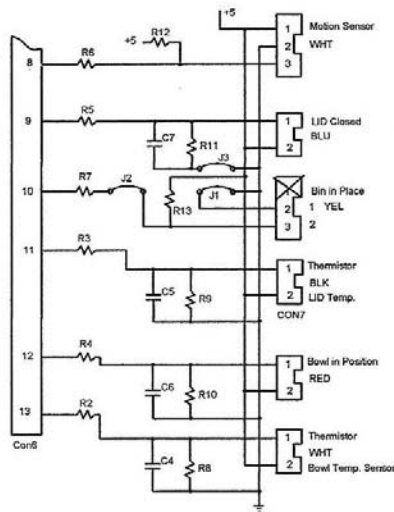 +5
R12
+5
1
Motion Sensor
2
WHT
8
R6
3
9
R5
1
LID Closed
C7
R11
BLU
J3
2
10
R7
J2
J1
Bin in Place
R13
2
1 YEL
3
2
11
R3
1
Thermistor
C5
R9
BLK
2
LID Temp.
CON7
12
R4
1
Bowl in Position
C6
R10
RED
2
13
R2
1
Thermistor
Con6
C4
R8
WHT
2
Bowl Temp. Sensor